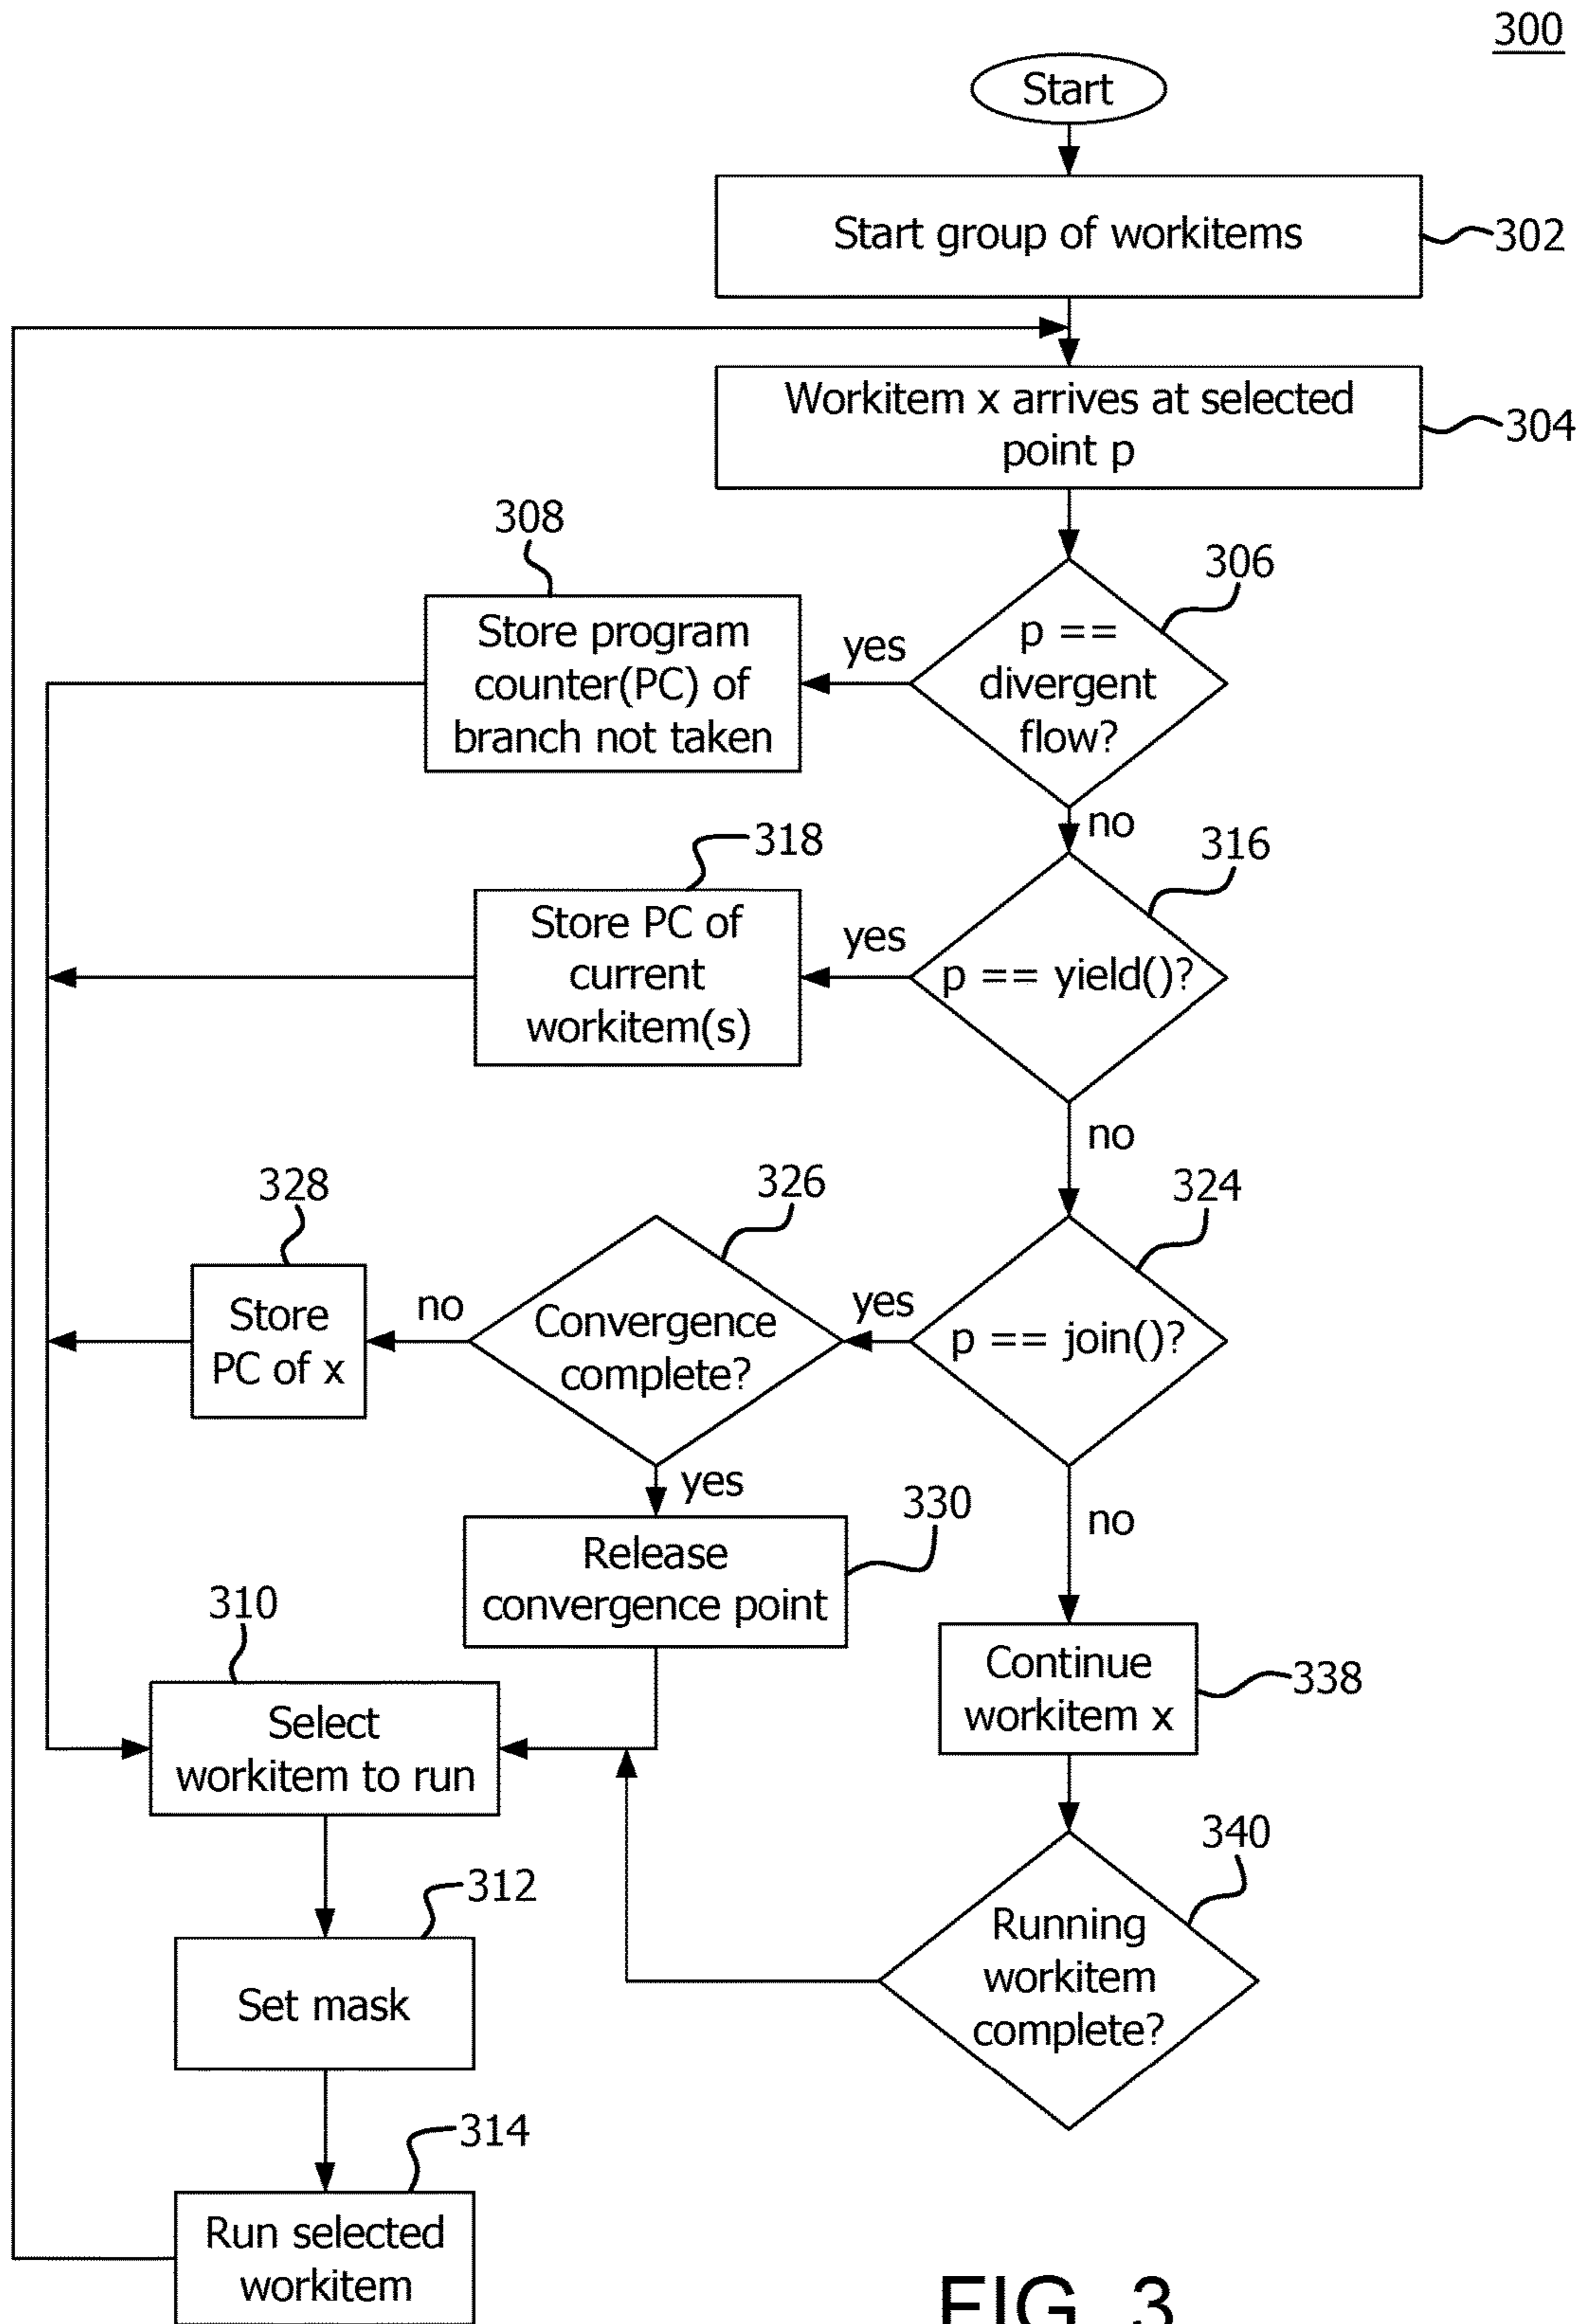 300
Start
Start group of workitems
302
Workitem x arrives at selected
point p
304
308
306
Store program
counter(PC) of
branch not taken
yes
p ==
divergent
flow?
no
318
316
Store PC of
current
workitem(s)
yes
p == yield()?
no
328
326
324
Store
PC of x
no
Convergence
complete?
yes
p == join()?
yes
no
330
Release
convergence point
310
Select
workitem to run
Continue
workitem x
338
340
312
Running
workitem
complete?
Set mask
314
Run selected
workitem
FIG. 3